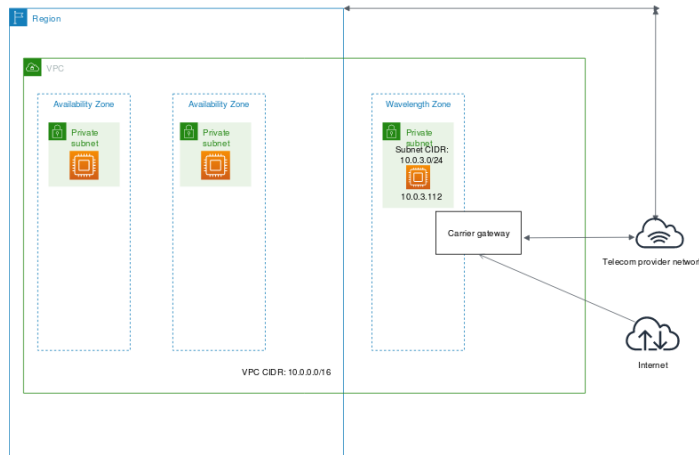 Region
VPC
Availability Zone
Availability Zone
Wavelength Zone
Private
subnet
Private
subnet
Private
subnet
Subnet CIDR:
10.0.3.0/24
10.0.3.112
Carrier gateway
Telecom provider network
Internet
VPC CIDR: 10.0.0.0/16